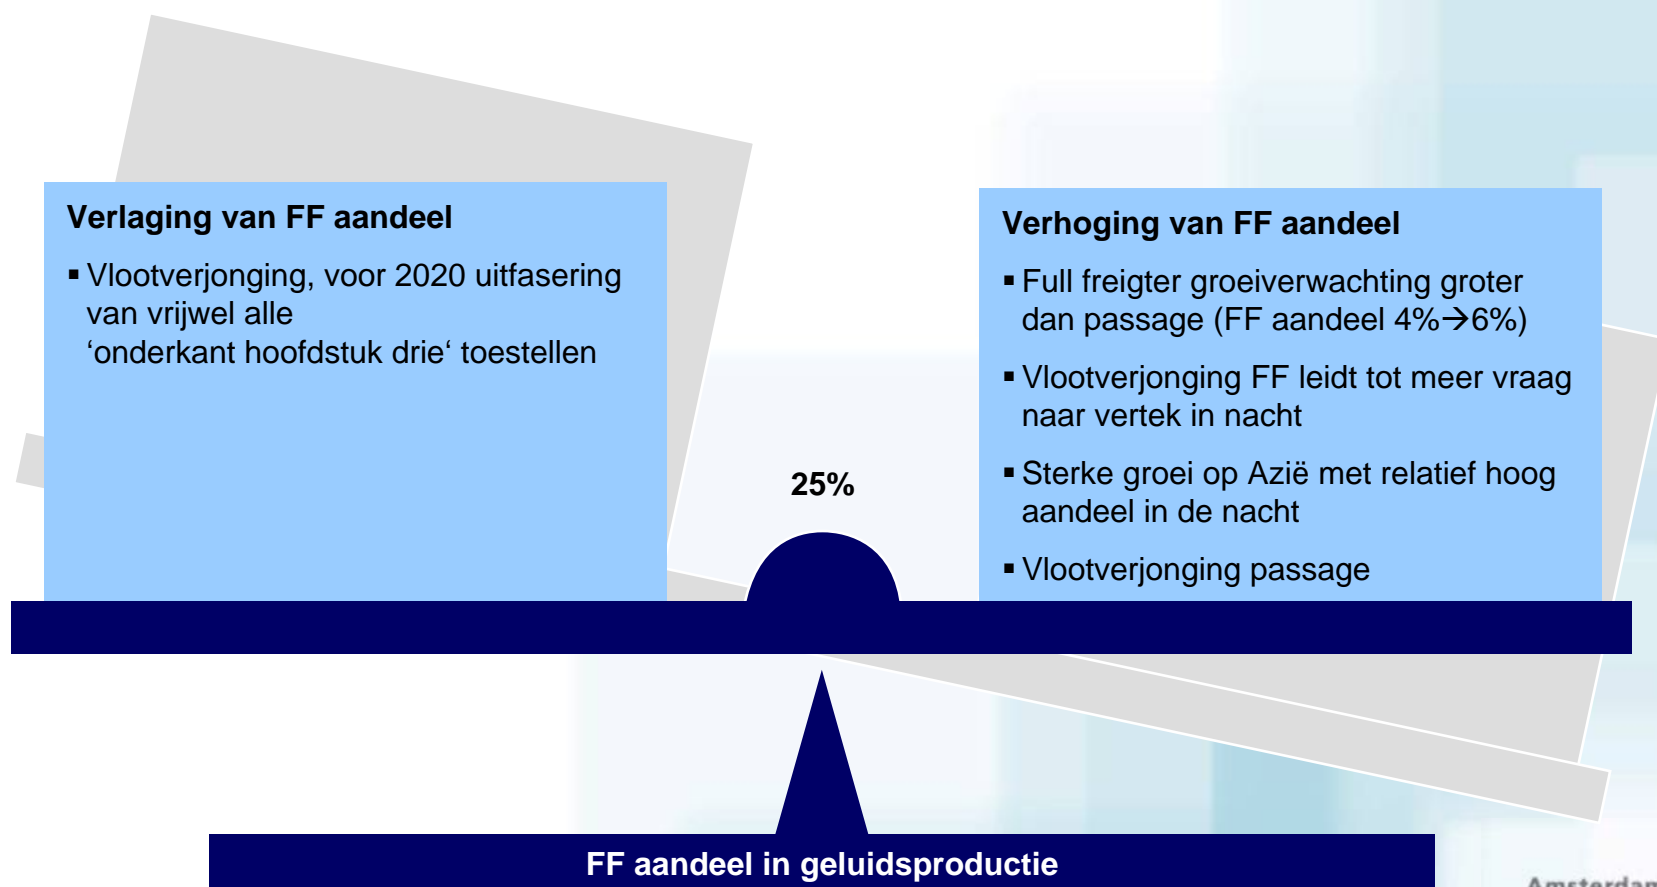 Verlaging van FF aandeel
▪ Vlootverjonging, voor 2020 uitfasering
van vrijwel alle
‘onderkant hoofdstuk drie‘ toestellen
25%
Verhoging van FF aandeel
▪ Full freigter groeiverwachting groter
dan passage (FF aandeel 4%→6%)
▪ Vlootverjonging FF leidt tot meer vraag
naar vertek in nacht
▪ Sterke groei op Azië met relatief hoog
aandeel in de nacht
▪ Vlootverjonging passage
FF aandeel in geluidsproductie
Amsterdam